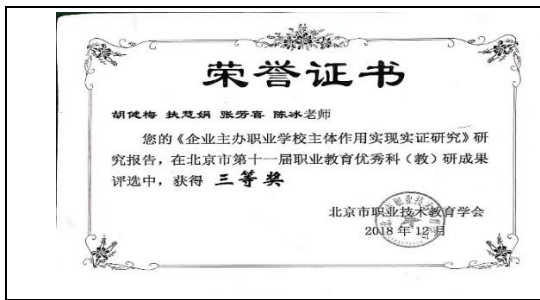 荣誉证书
胡健梅 扶慧娟 张芳喜 陈冰老师
您的《企业主办职业学校主体作用实现实证研究》研
究报告，在北京市第十一届职业教育优秀科（教）研成果
评选中，获得 三等奖
北京市职业技术教育学会
2018 年 12 月